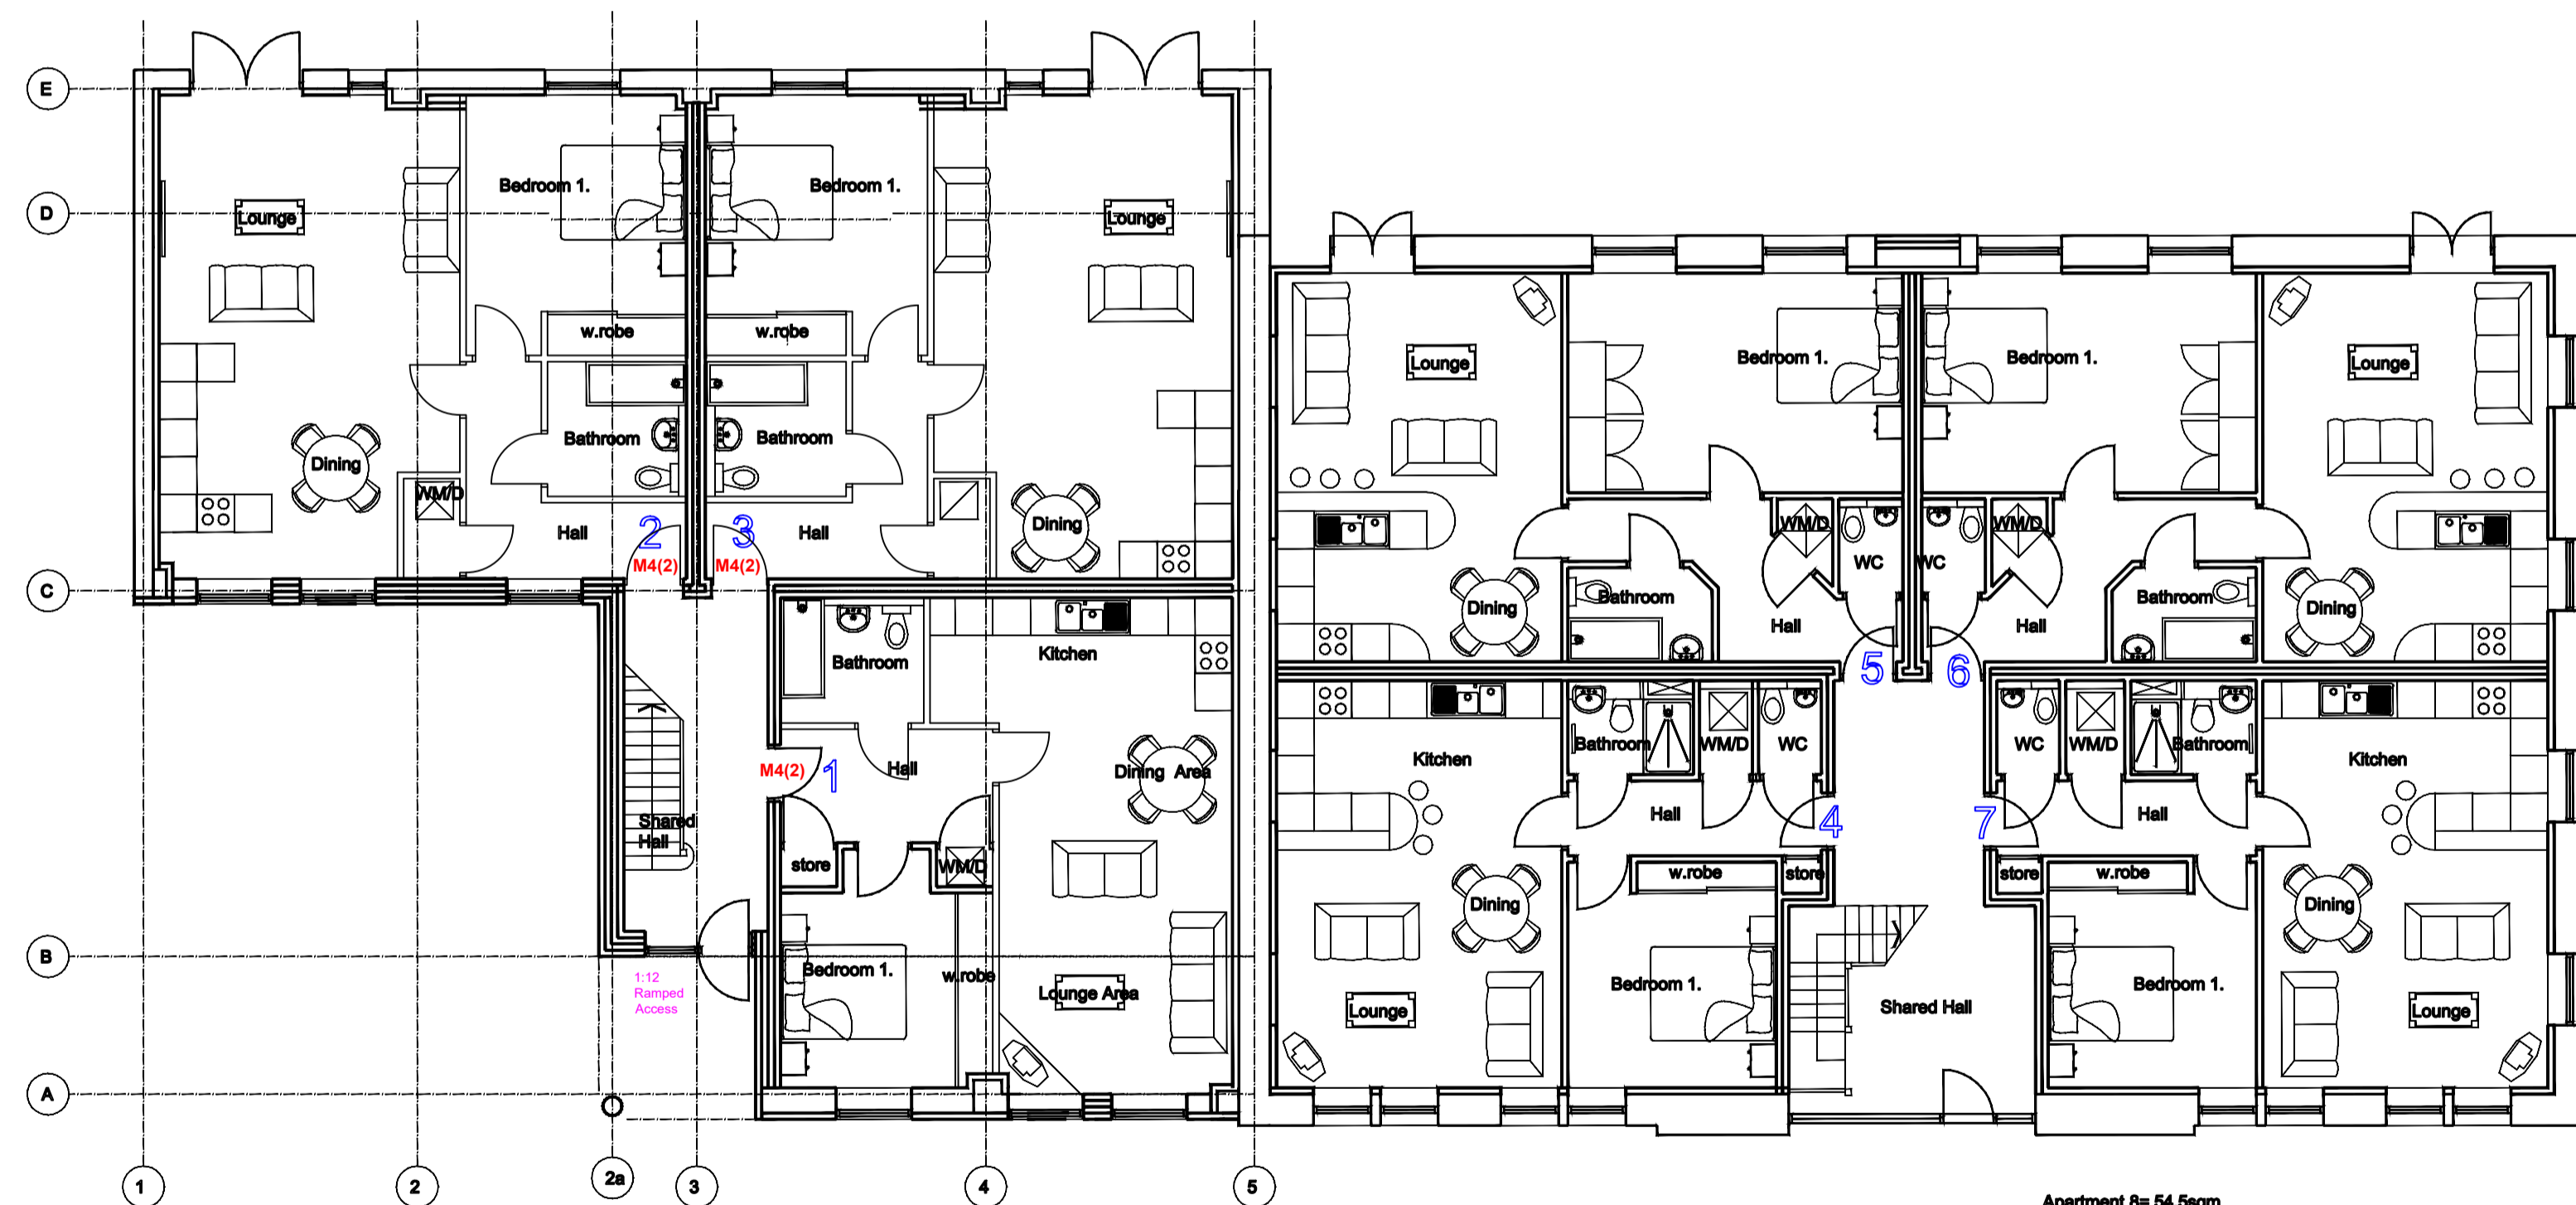 E
D
Lounge
Bedroom 1.
Bedroom 1.
Lounge
w.robe
w.robe
Lounge
Bedroom 1.
Bedroom 1.
Lounge
Dining
Bathroom
Bathroom
WM/D
Hall
2
3
Hall
Dining
M4(2)
M4(2)
WM/D
WC
WC
WM/D
C
Dining
Bathroom
Hall
Hall
Bathroom
Dining
Bathroom
Kitchen
5
6
M4(2)
1
Hall
Dining Area
Kitchen
Bathroom
WM/D
WC
WC
WM/D
Bathroom
Kitchen
Shared
Hall
Hall
4
7
Hall
store
WM/D
w.robe
store
store
w.robe
Dining
Dining
B
1:12
Ramped
Access
Bedroom 1.
w.robe
Lounge Area
Lounge
Bedroom 1.
Shared Hall
Bedroom 1.
Lounge
A
1
2
2a
3
4
5
Apartment 8= 54.5sqm